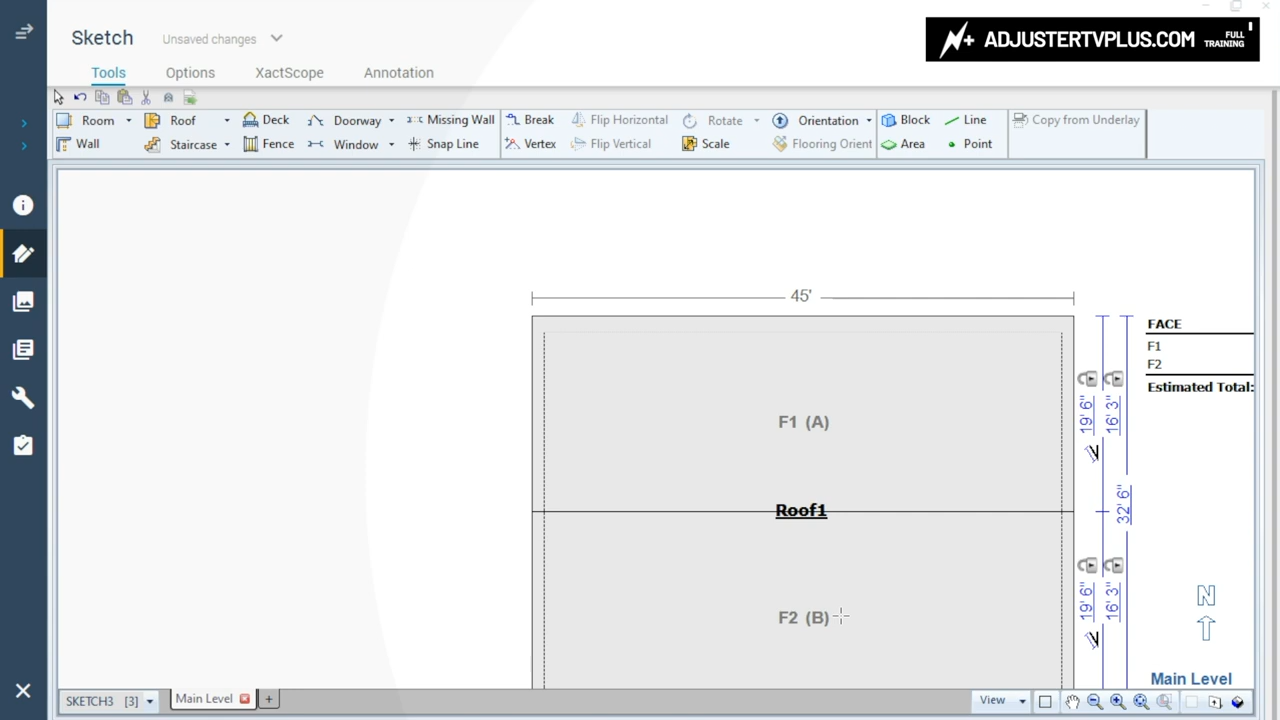 ADJUSTERTVPLUS.COM FULL TRAINING
Sketch Unsaved changes
Tools Options XactScope Annotation
Room Roof Deck Doorway Missing Wall Break Flip Horizontal Rotate Orientation Block Line Copy from Underlay
Wall Staircase Fence Window Snap Line Vertex Flip Vertical Scale Flooring Orient Area Point
45'
FACE
F1
F2
Estimated Total:
19' 6" 16' 3"
F1 (A)
Roof1
32' 6"
19' 6" 16' 3"
F2 (B)
N
Main Level
SKETCH3 [3] Main Level + View